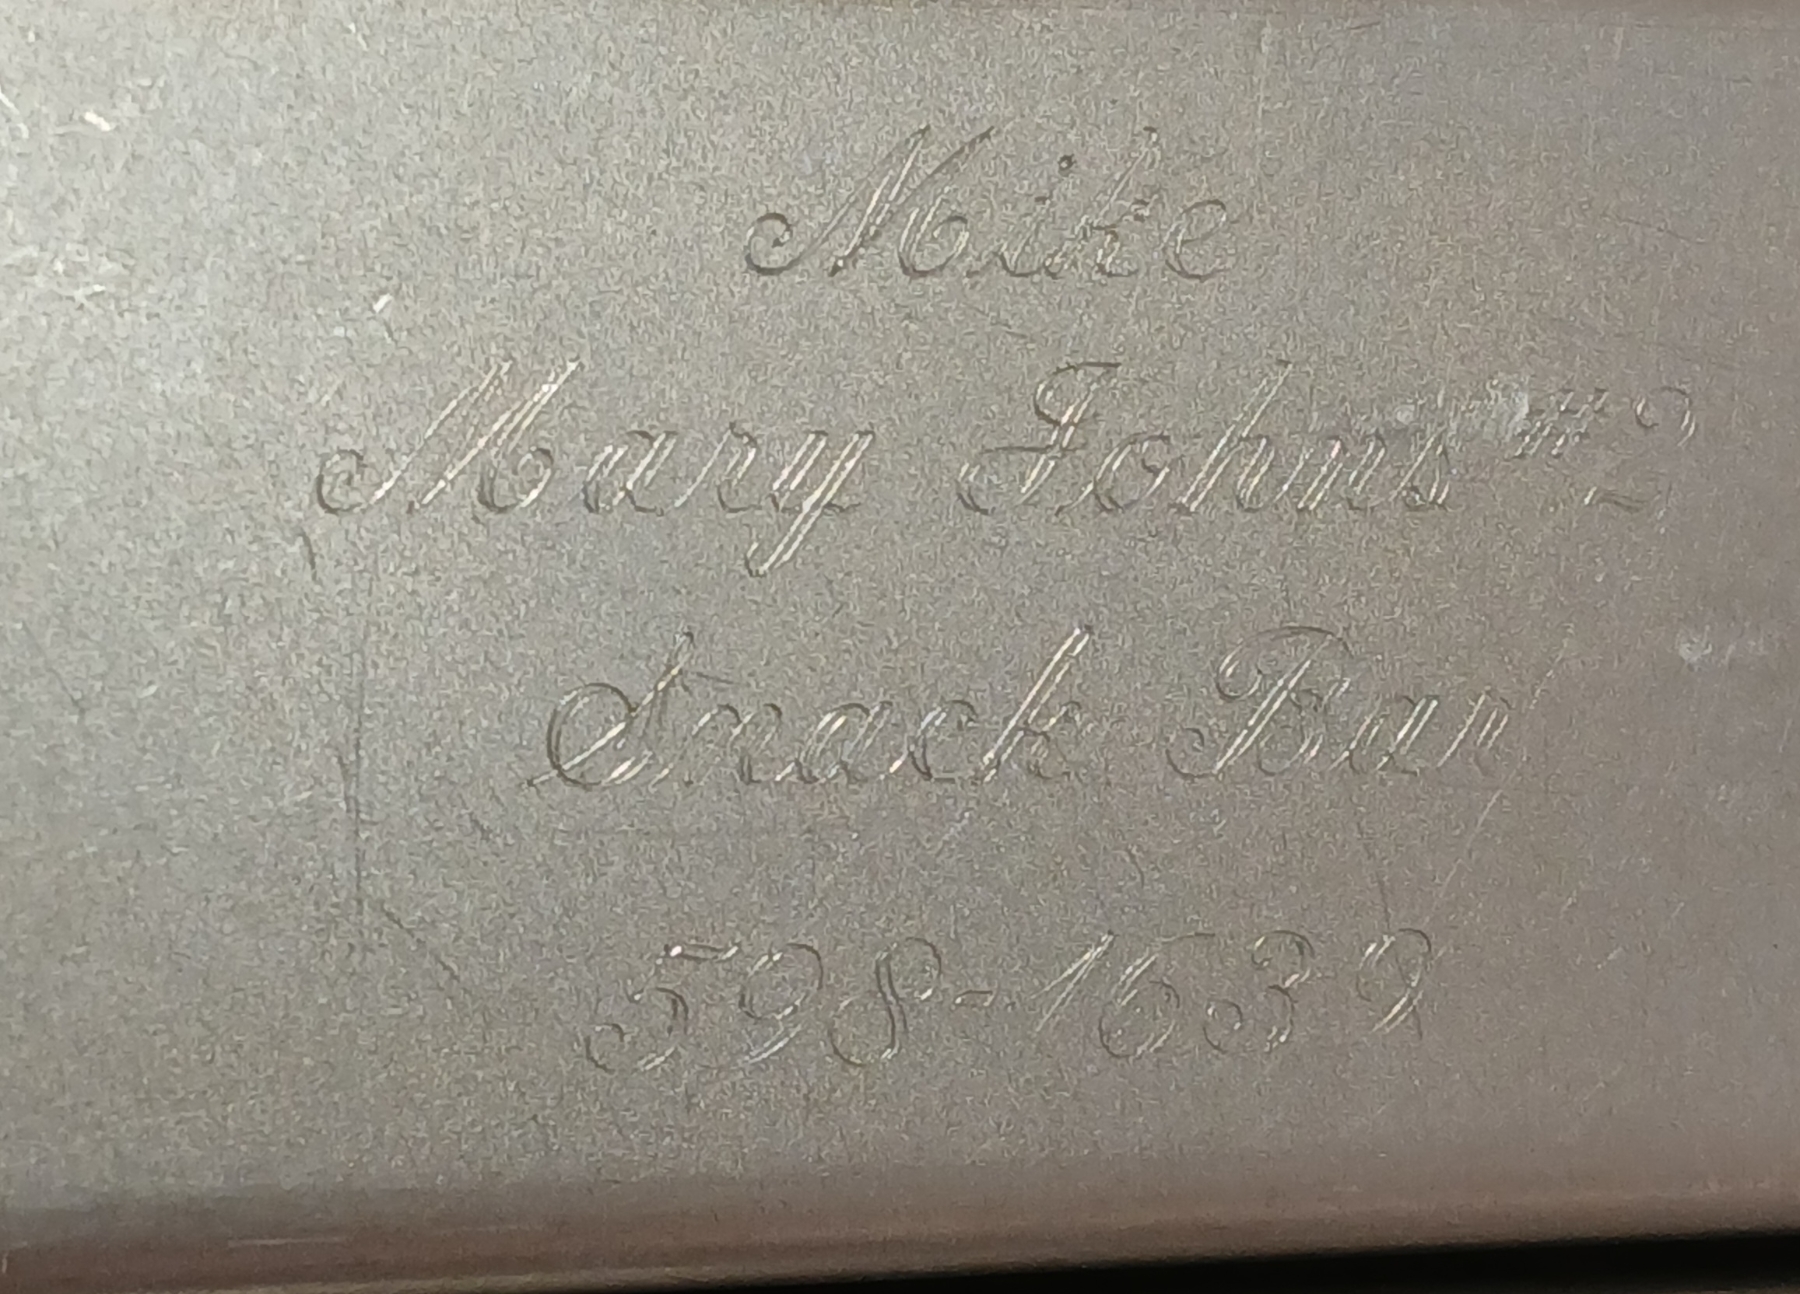 Mike
Mary Johns #2
Snack Bar
598-1639